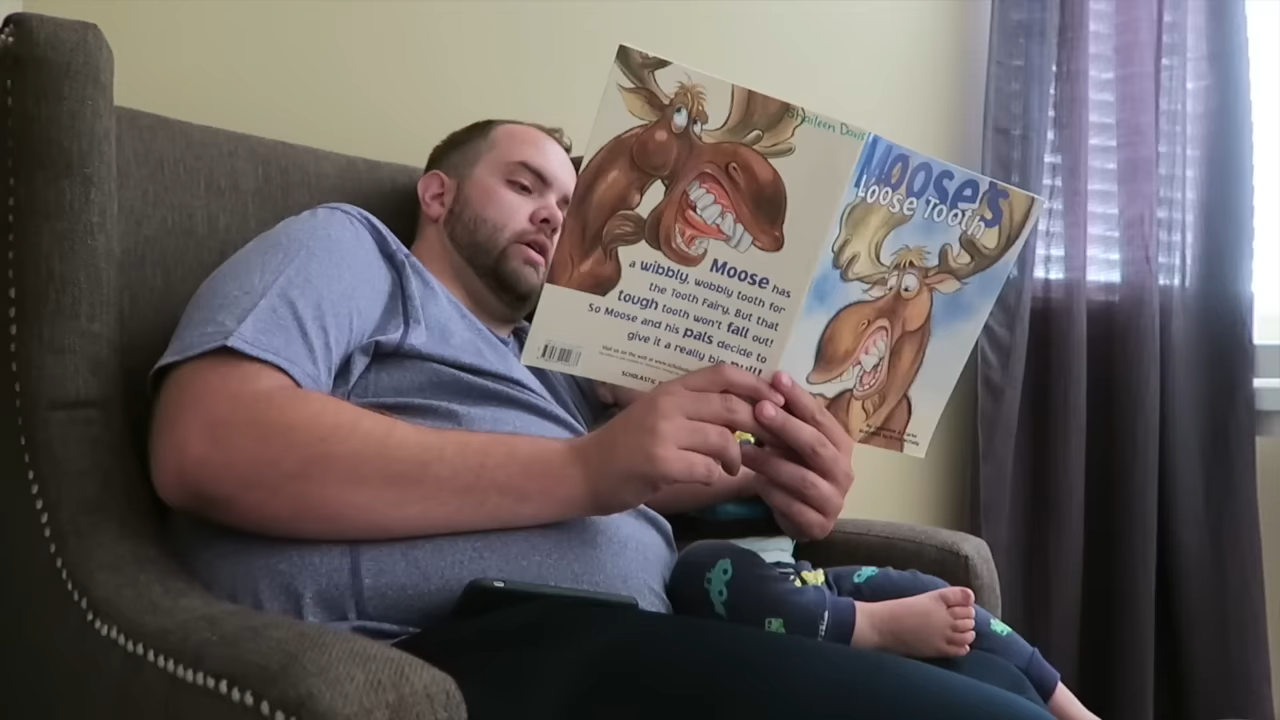 Shaileen Davis
Moose has
a wibbly, wobbly tooth for
the Tooth Fairy. But that
tough tooth won't fall out!
So Moose and his pals decide to
give it a really big pull!
SCHOLASTIC
Moose's
Loose Tooth